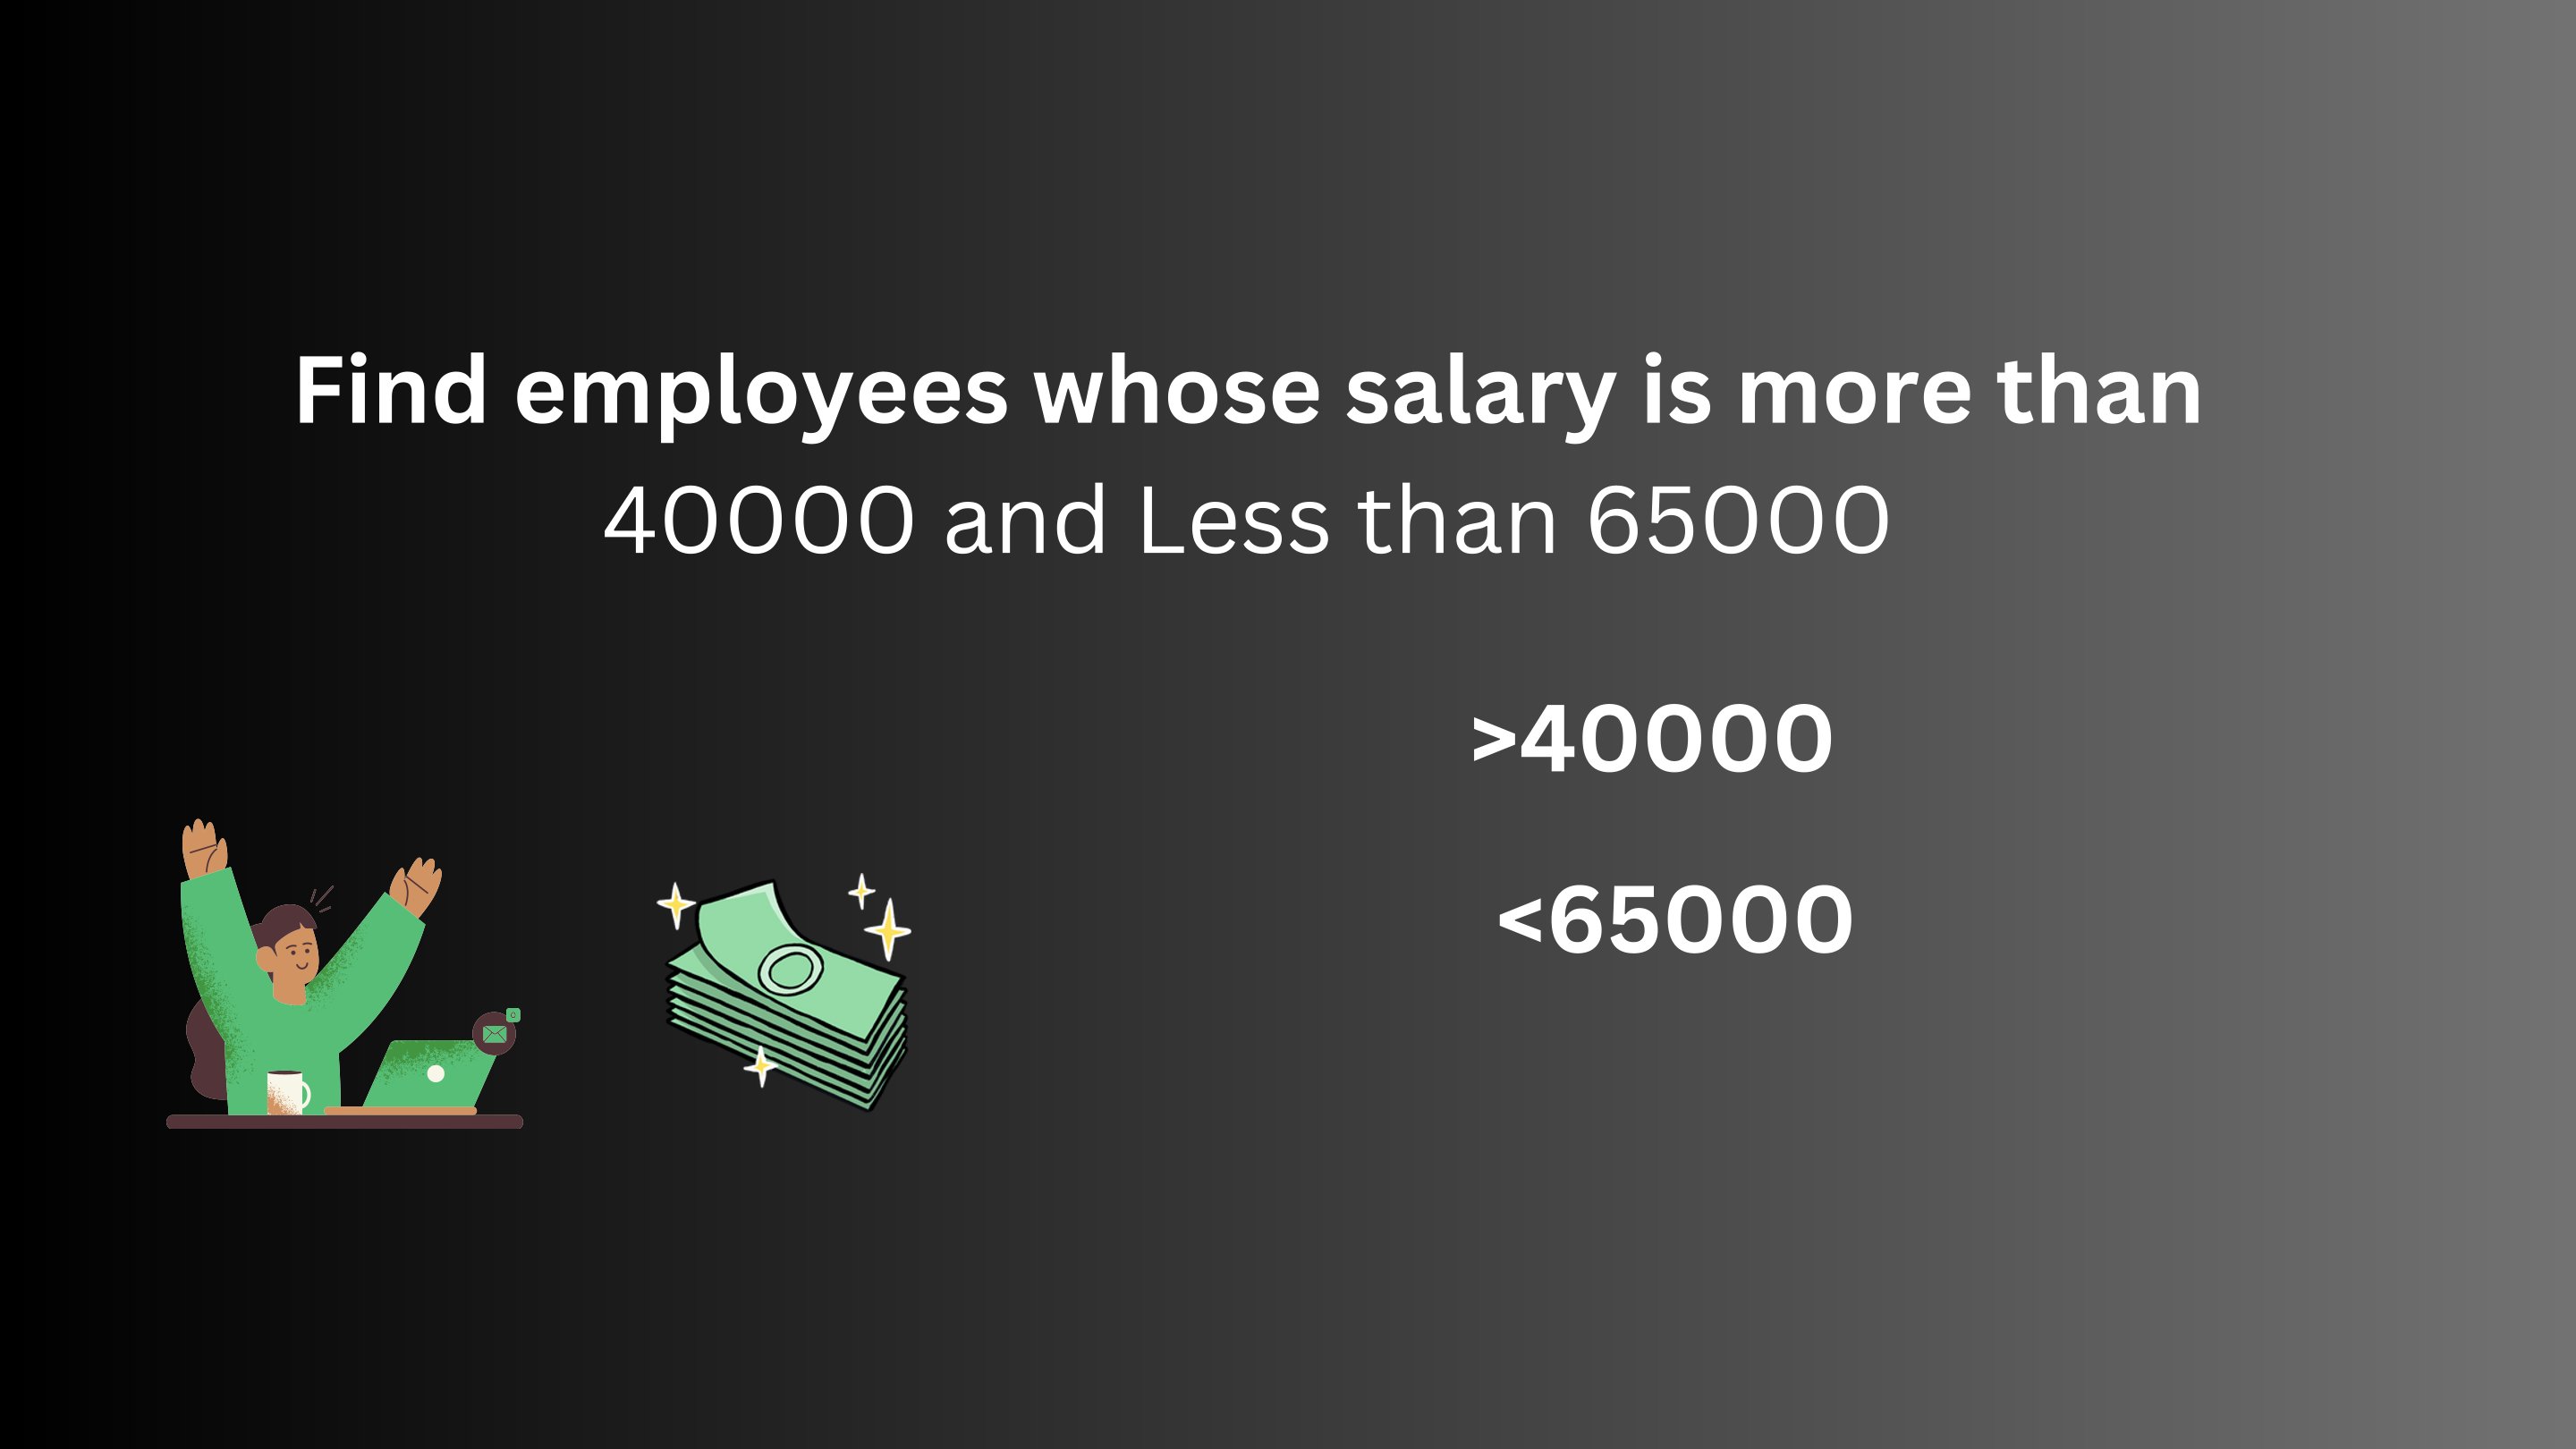 Find employees whose salary is more than
40000 and Less than 65000
>40000
<65000